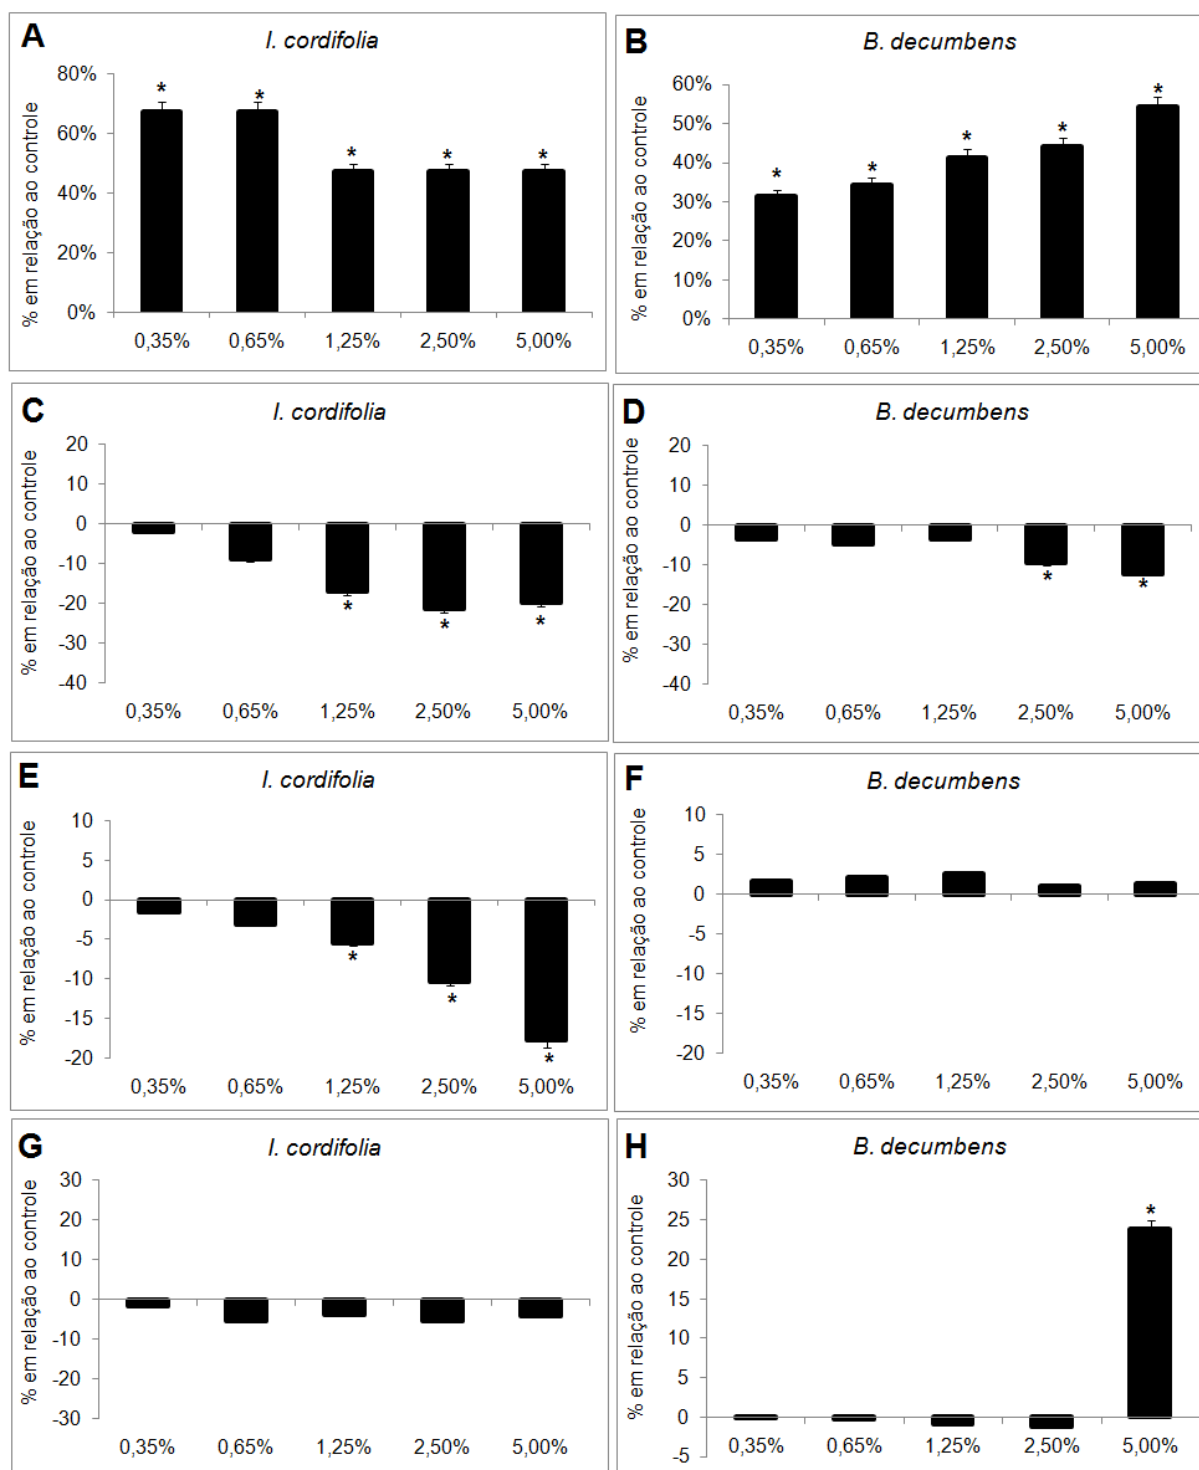 A
I. cordifolia
% em relação ao controle
80%
60%
40%
20%
0%
* * * * *
0,35% 0,65% 1,25% 2,50% 5,00%
B
B. decumbens
% em relação ao controle
60%
50%
40%
30%
20%
10%
0%
* * * * *
0,35% 0,65% 1,25% 2,50% 5,00%
C
I. cordifolia
% em relação ao controle
20
10
0
-10
-20
-30
-40
* * *
0,35% 0,65% 1,25% 2,50% 5,00%
D
B. decumbens
% em relação ao controle
20
10
0
-10
-20
-30
-40
* *
0,35% 0,65% 1,25% 2,50% 5,00%
E
I. cordifolia
% em relação ao controle
10
5
0
-5
-10
-15
-20
* * *
0,35% 0,65% 1,25% 2,50% 5,00%
F
B. decumbens
% em relação ao controle
10
5
0
-5
-10
-15
-20
0,35% 0,65% 1,25% 2,50% 5,00%
G
I. cordifolia
% em relação ao controle
30
20
10
0
-10
-20
-30
0,35% 0,65% 1,25% 2,50% 5,00%
H
B. decumbens
% em relação ao controle
30
25
20
15
10
5
0
-5
*
0,35% 0,65% 1,25% 2,50% 5,00%